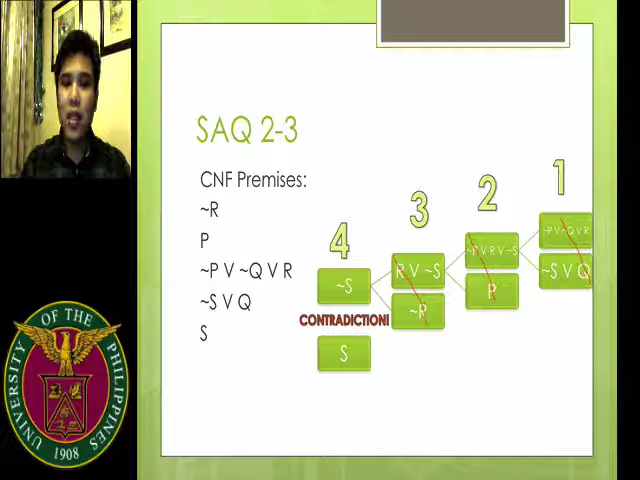 SAQ 2-3
CNF Premises:
~R
P
~P V ~Q V R
~S V Q
S
4
3
2
1
~S
R V ~S
~P V R V ~S
~P V ~Q V R
CONTRADICTION!
~R
P
~S V Q
S
UNIVERSITY OF THE PHILIPPINES
1908